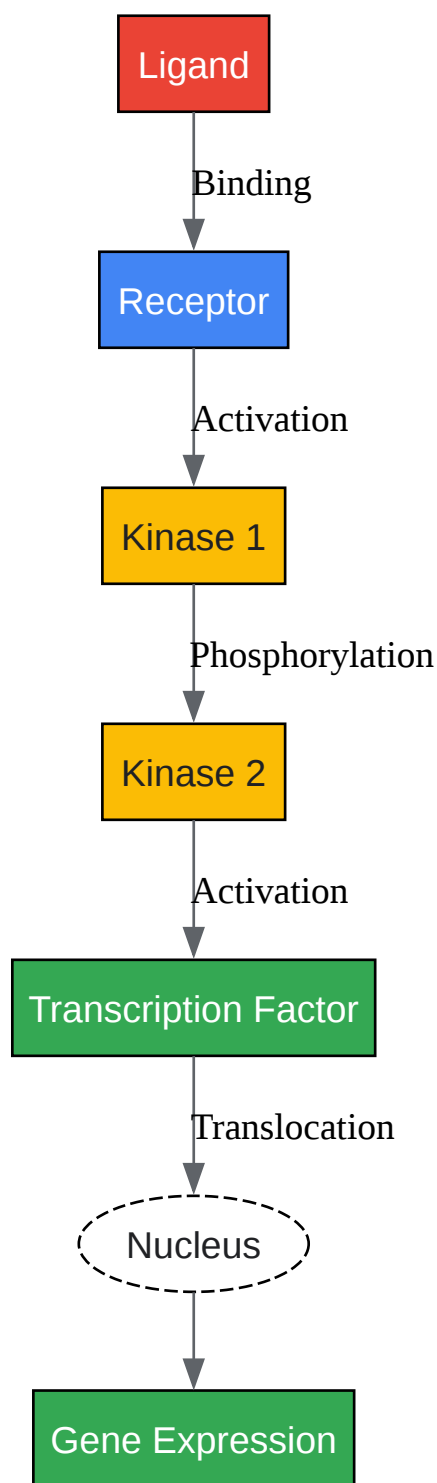 Ligand
Binding
Receptor
Activation
Kinase 1
Phosphorylation
Kinase 2
Activation
Transcription Factor
Translocation
Nucleus
Gene Expression